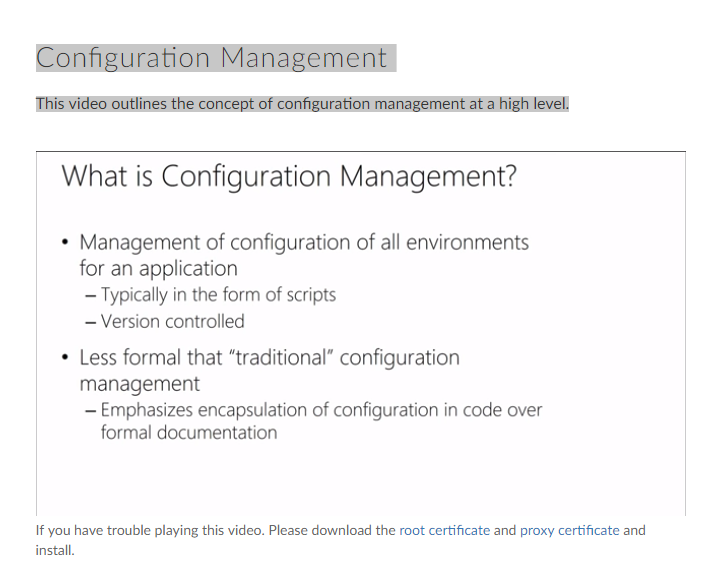 Configuration Management
This video outlines the concept of configuration management at a high level.
What is Configuration Management?
• Management of configuration of all environments
for an application
– Typically in the form of scripts
– Version controlled
• Less formal that “traditional” configuration
management
– Emphasizes encapsulation of configuration in code over
formal documentation
If you have trouble playing this video. Please download the root certificate and proxy certificate and
install.